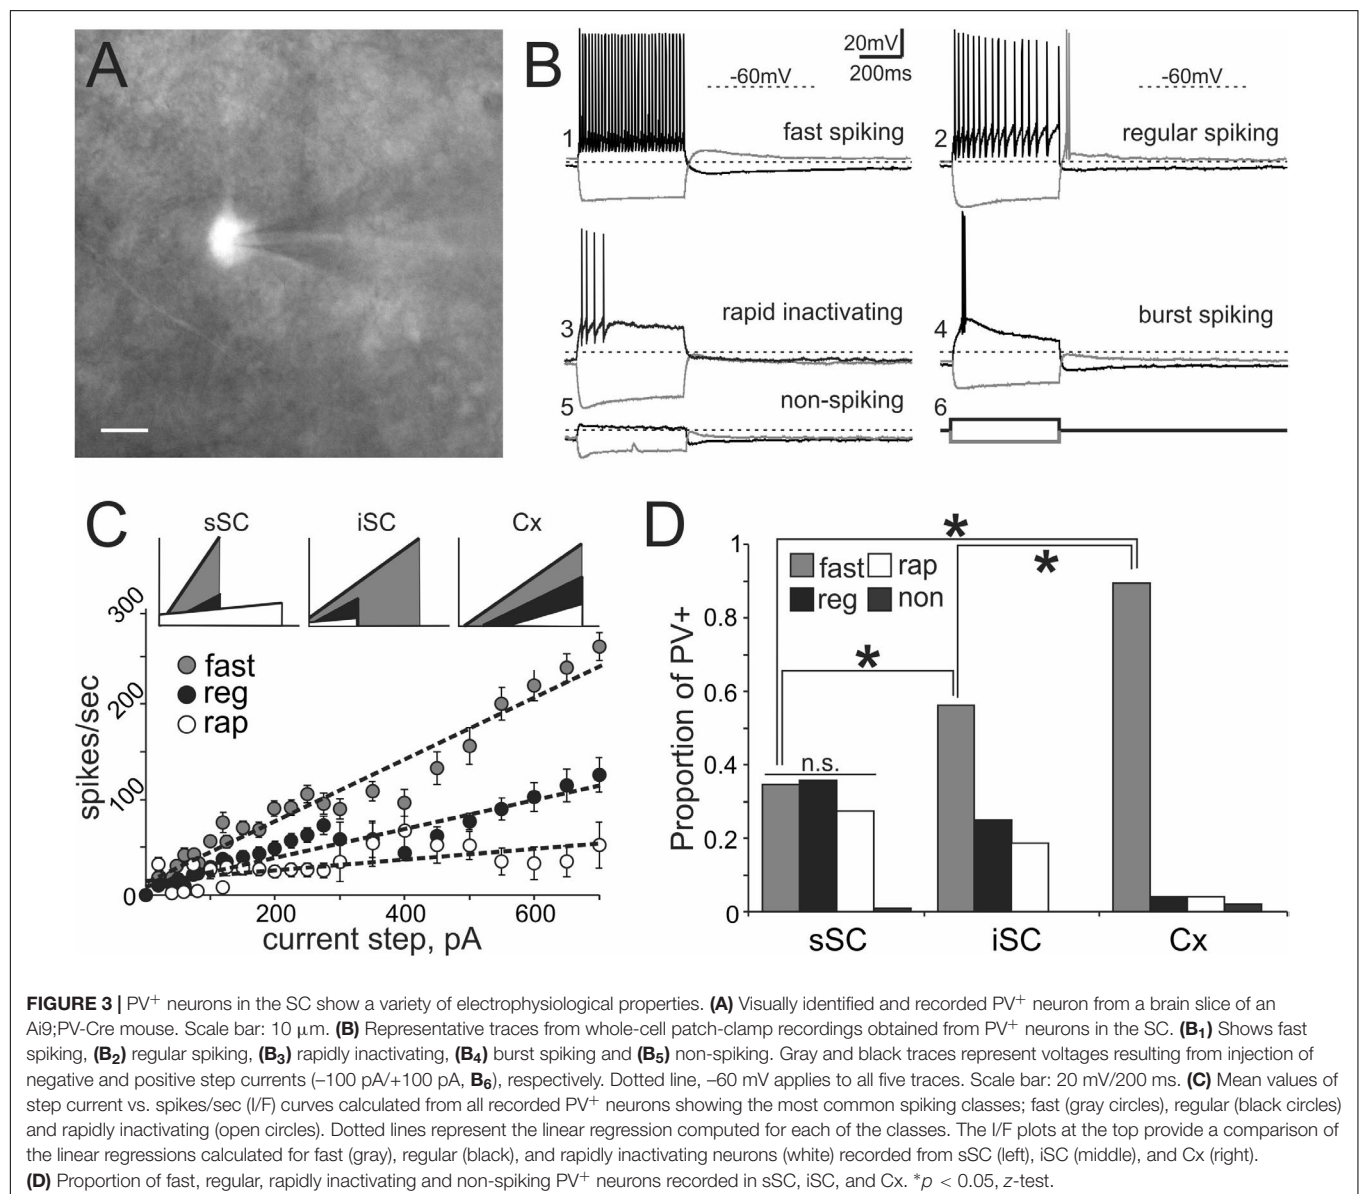 A
B
20mV
200ms
-60mV
-60mV
1
fast spiking
2
regular spiking
3
rapid inactivating
4
burst spiking
5
non-spiking
6
C
sSC
iSC
Cx
300
200
100
0
spikes/sec
fast
reg
rap
200
400
600
current step, pA
D
*
*
*
1
0.8
0.6
0.4
0.2
0
Proportion of PV+
fast
rap
reg
non
n.s.
sSC
iSC
Cx
FIGURE 3 | PV+ neurons in the SC show a variety of electrophysiological properties. (A) Visually identified and recorded PV+ neuron from a brain slice of an
Ai9;PV-Cre mouse. Scale bar: 10 μm. (B) Representative traces from whole-cell patch-clamp recordings obtained from PV+ neurons in the SC. (B1) Shows fast
spiking, (B2) regular spiking, (B3) rapidly inactivating, (B4) burst spiking and (B5) non-spiking. Gray and black traces represent voltages resulting from injection of
negative and positive step currents (–100 pA/+100 pA, B6), respectively. Dotted line, –60 mV applies to all five traces. Scale bar: 20 mV/200 ms. (C) Mean values of
step current vs. spikes/sec (I/F) curves calculated from all recorded PV+ neurons showing the most common spiking classes; fast (gray circles), regular (black circles)
and rapidly inactivating (open circles). Dotted lines represent the linear regression computed for each of the classes. The I/F plots at the top provide a comparison of
the linear regressions calculated for fast (gray), regular (black), and rapidly inactivating neurons (white) recorded from sSC (left), iSC (middle), and Cx (right).
(D) Proportion of fast, regular, rapidly inactivating and non-spiking PV+ neurons recorded in sSC, iSC, and Cx. *p < 0.05, z-test.